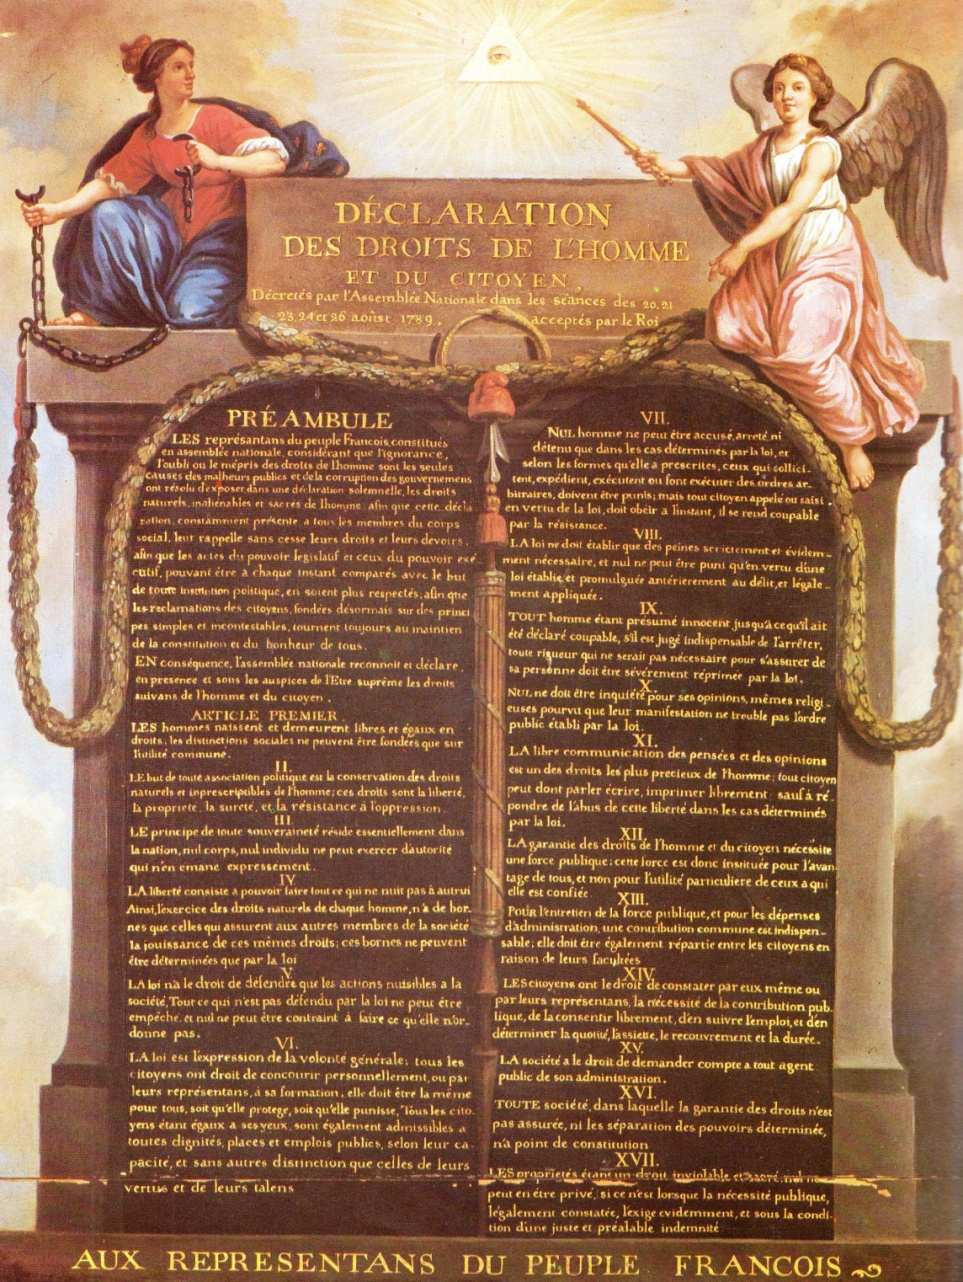 DÉCLARATION
DES DROITS DE L'HOMME
ET DU CITOYEN,
Décretés par l'Assemblée Nationale dans les séances des 20, 21
23, 24 et 26 août 1789, acceptés par le Roi
PRÉAMBULE
LES représentans du peuple Francois, constitués
en assemblée nationale, considérant que l'ignorance,
l'oubli ou le mépris des droits de l'homme sont les seules
causes des malheurs publics et de la corruption des gouvernemens
ont résolu d'exposer dans une déclaration solemnelle, les droits
naturels, inaliénables et sacrés de l'homme, afin que cette décla
ration, constamment présente a tous les membres du corps
social, leur rappelle sans cesse leurs droits et leurs devoirs,
afin que les actes du pouvoir legislatif et ceux du pouvoir exé
cutif, pouvant être à chaque instant comparés avec le but
de toute institution politique, en soient plus respectés, afin que
les reclamations des citoyens, fondées désormais sur des princi
pes simples et incontestables, tournent toujours au maintien
de la constitution et du bonheur de tous.
EN conséquence, l'assemblée nationale reconnoit et déclare,
en presence et sous les auspices de l'Etre suprême les droits
suivans de l'homme et du citoyen.
ARTICLE PREMIER.
LES hommes naissent et demeurent libres et égaux en
droits, les distinctions sociales ne peuvent être fondées que sur
l'utilité commune.
II.
LE but de toute association politique est la conservation des droits
naturels et inprescriptibles de l'homme; ces droits sont la liberté,
la propriete, la sureté, et la résistance à l'oppression.
III.
LE principe de toute souveraineté réside essentiellement dans
la nation, nul corps, nul individu ne peut exercer d'autorité
qui n'en emane expressement.
IV
LA liberté consiste a pouvoir faire tout ce qui ne nuit pas à autrui
Ainsi, l'exercice des droits naturels de chaque homme, n'a de bor-
nes que celles qui assurent aux autres membres de la société
la jouissance de ces mêmes droits; ces bornes ne peuvent
être déterminées que par la loi
V.
LA loi n'a le droit de défendre que les actions nuisibles a la
société, Tout ce qui n'est pas défendu par la loi ne peut être
empêché, et nul ne peut être contraint à faire ce qu'elle n'or-
donne pas.
VI.
LA loi est l'expression de la volonté générale; tous les
citoyens ont droit de concourir personnellement, ou par
leurs représentans, à sa formation; elle doit être la même
pour tous, soit qu'elle protege, soit qu'elle punisse, Tous les cito
yens étant égaux a ses yeux, sont également admissibles a
toutes dignités, places et emplois publics, selon leur ca-
pacité, et sans autres distinction que celles de leurs
vertus et de leurs talens
VII.
NUL homme ne peut être accusé, arreté, ni
détenu que dans les cas déterminés par la loi, et
selon les formes qu'elle a prescrites, ceux qui sollici-
tent, expédient, exécutent ou font exécuter des ordres ar-
bitraires, doivent être punis; mais tout citoyen appelé ou saisi
en vertu de la loi, doit obéir a l'instant, il se rend coupable
par la résistance.
VIII.
LA loi ne doit établir que des peines strictement et évidem-
ment nécessaire, et nul ne peut être puni qu'en vertu d'une
loi établie et promulguée antérierement au délit, et légale-
ment appliquée.
IX.
TOUT homme étant présumé innocent jusqu'a ce qu'il ait
été déclaré coupable, s'il est jugé indispensable de l'arrêter,
toute rigueur qui ne serait pas nécessaire pour s'assurer de
sa personne doit être sévèrement réprimée par la loi.
X.
NUL ne doit être inquiété pour ses opinions, mêmes religi-
euses pourvut que leur manifestation ne trouble pas l'ordre
public établi par la loi.
XI.
LA libre communication des pensées et des opinions
est un des droits les plus precieux de l'homme; tout citoyen
peut dont parler écrire, imprimer librement, sauf à ré-
pondre de l'abus de cette liberté dans les cas déterminés
par la loi.
XII.
LA garantie des droits de l'homme et du citoyen nécessite
une force publique; cette force est donc instituée pour l'avan
tage de tous, et non pour l'utilité particuliere de ceux a qui
elle est confiée
XIII.
POUR l'entretien de la force publique, et pour les dépenses
d'administration, une contribution commune est indispen-
sable; elle doit être également répartie entre les citoyens en
raison de leurs facultées
XIV.
LES citoyens ont le droit de constater par eux même ou
par leurs représentans, la nécessité de la contribution pub-
lique, de la consentir librement, d'en suivre l'emploi, et d'en
déterminer la quotité, l'assiette, le recouvrement et la durée.
XV.
LA société a le droit de demander compte a tout agent
public de son administration.
XVI.
TOUTE société, dans laquelle la garantie des droits n'est
pas assurée, ni les séparation des pouvoirs déterminée,
n'a point de constitution
XVII.
LES proprietés étant un droit inviolable et sacré, nul ne
peut en être privé, si ce n'est lorsque la nécessité publique,
légalement constatée, l'exige evidemment, et sous la condi-
tion d'une juste et préalable indemnité
AUX REPRESENTANS DU PEUPLE FRANCOIS